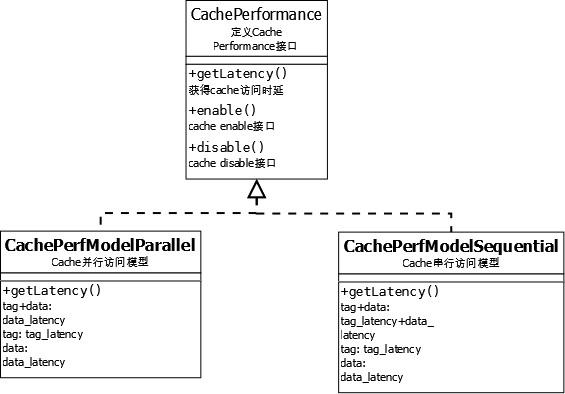 CachePerformance
定义Cache
Performance接口
+getLatency()
获得cache访问时延
+enable()
cache enable接口
+disable()
cache disable接口
CachePerfModelParallel
Cache并行访问模型
+getLatency()
tag+data:
data_latency
tag: tag_latency
data:
data_latency
CachePerfModelSequential
Cache串行访问模型
+getLatency()
tag+data:
tag_latency+data_
latency
tag: tag_latency
data:
data_latency